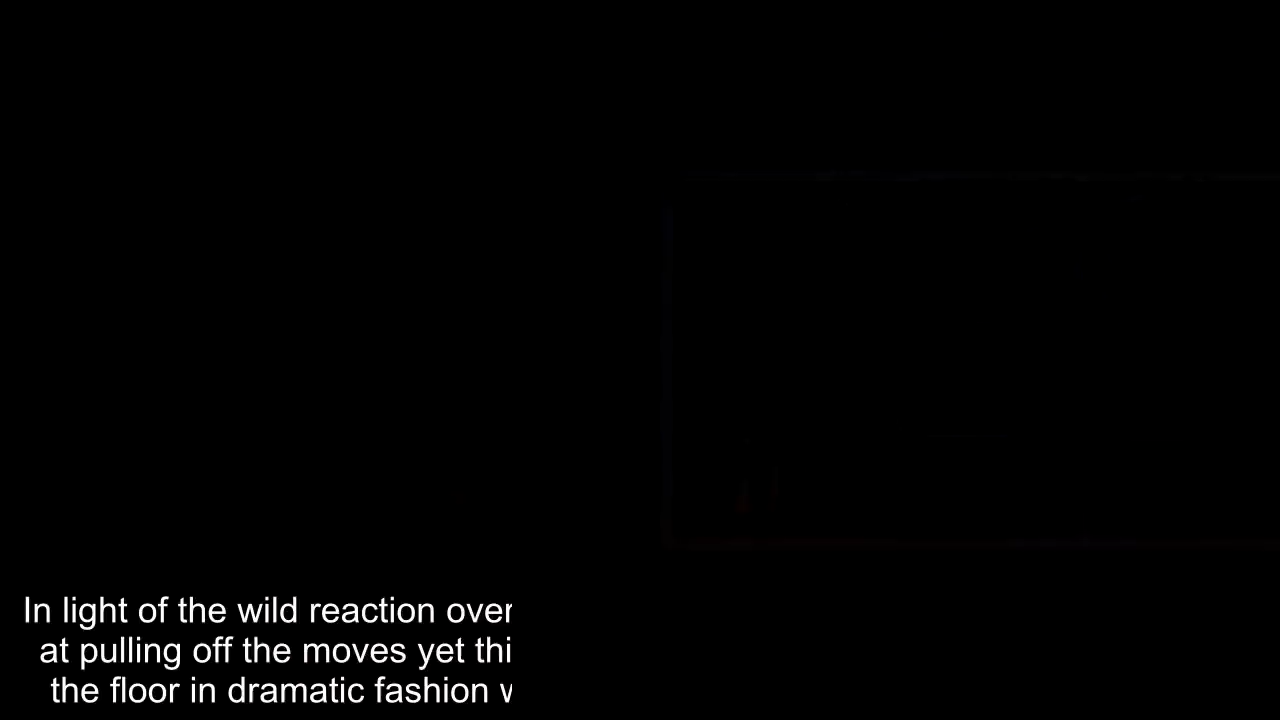 In light of the wild reaction over
at pulling off the moves yet thi
the floor in dramatic fashion